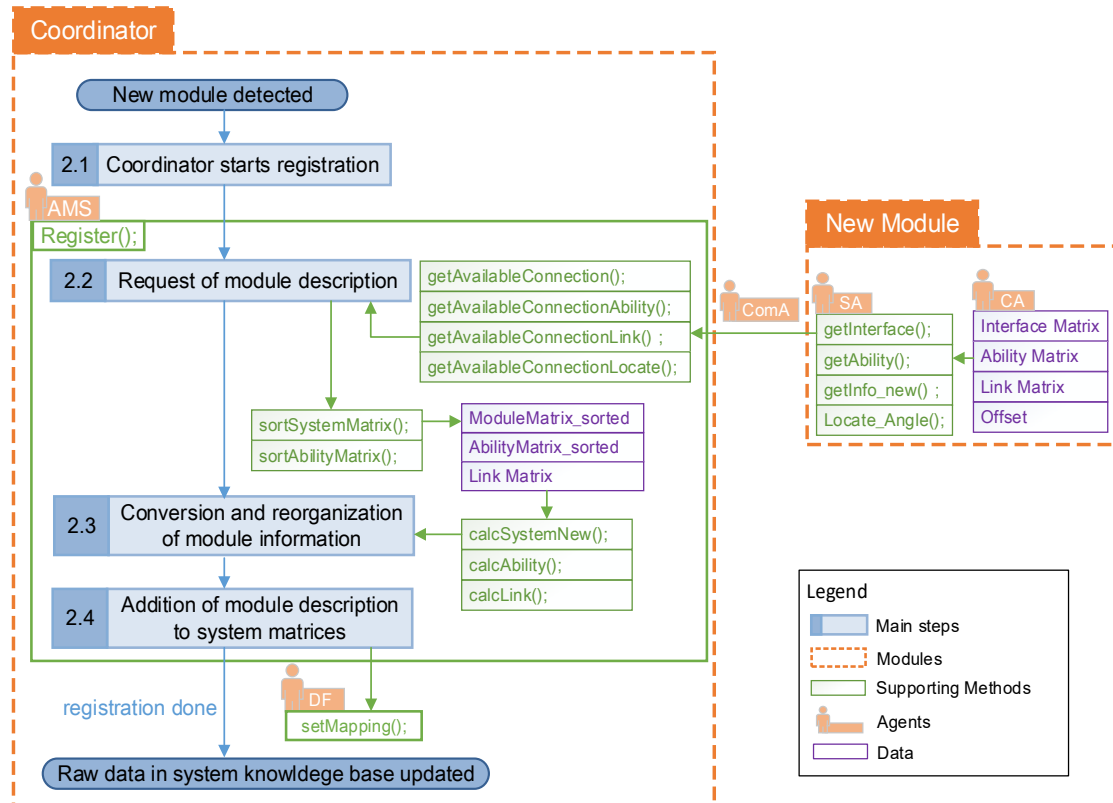 Coordinator
New module detected
2.1 Coordinator starts registration
AMS
Register();
2.2 Request of module description
getAvailableConnection();
getAvailableConnectionAbility();
getAvailableConnectionLink() ;
getAvailableConnectionLocate();
ComA
New Module
SA
getInterface();
getAbility();
getInfo_new() ;
Locate_Angle();
CA
Interface Matrix
Ability Matrix
Link Matrix
Offset
sortSystemMatrix();
sortAbilityMatrix();
ModuleMatrix_sorted
AbilityMatrix_sorted
Link Matrix
2.3 Conversion and reorganization
of module information
calcSystemNew();
calcAbility();
calcLink();
2.4 Addition of module description
to system matrices
registration done
DF
setMapping();
Raw data in system knowldege base updated
Legend
Main steps
Modules
Supporting Methods
Agents
Data